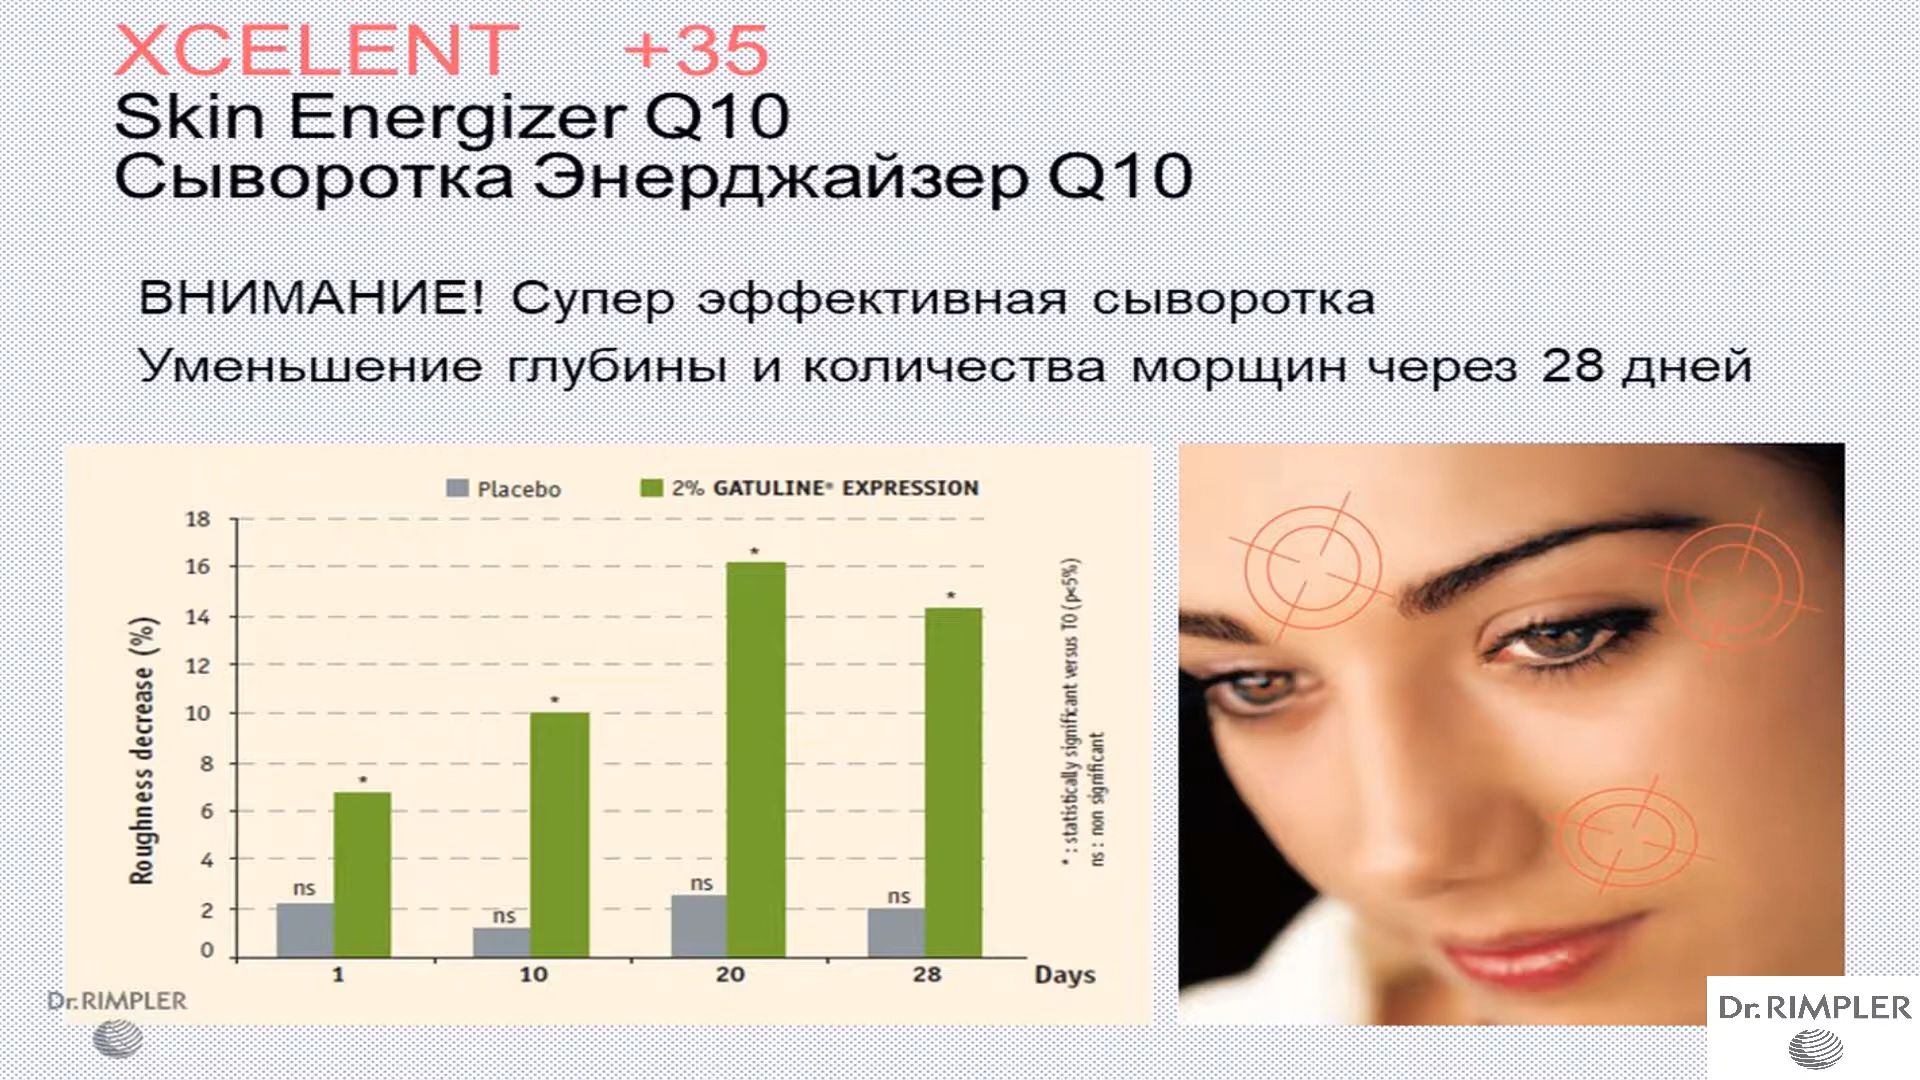 XCELENT +35
Skin Energizer Q10
Сыворотка Энерджайзер Q10
ВНИМАНИЕ! Супер эффективная сыворотка
Уменьшение глубины и количества морщин через 28 дней
Placebo
2% GATULINE® EXPRESSION
Roughness decrease (%)
18
16
14
12
10
8
6
4
2
0
ns
*
ns
*
ns
*
ns
*
1
10
20
28
Days
* : statistically significant versus T0 (p<5%)
ns : non significant
Dr.RIMPLER
Dr.RIMPLER